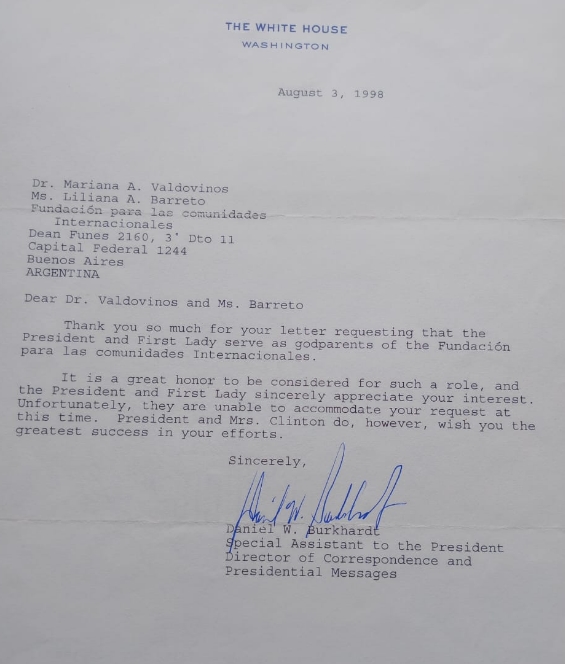 THE WHITE HOUSE
WASHINGTON
August 3, 1998
Dr. Mariana A. Valdovinos
Ms. Liliana A. Barreto
Fundación para las comunidades
Internacionales
Dean Funes 2160, 3° Dto 11
Capital Federal 1244
Buenos Aires
ARGENTINA
Dear Dr. Valdovinos and Ms. Barreto
Thank you so much for your letter requesting that the
President and First Lady serve as godparents of the Fundación
para las comunidades Internacionales.
It is a great honor to be considered for such a role, and
the President and First Lady sincerely appreciate your interest.
Unfortunately, they are unable to accommodate your request at
this time. President and Mrs. Clinton do, however, wish you the
greatest success in your efforts.
Sincerely,
Daniel W. Burkhardt
Daniel W. Burkhardt
Special Assistant to the President
Director of Correspondence and
Presidential Messages